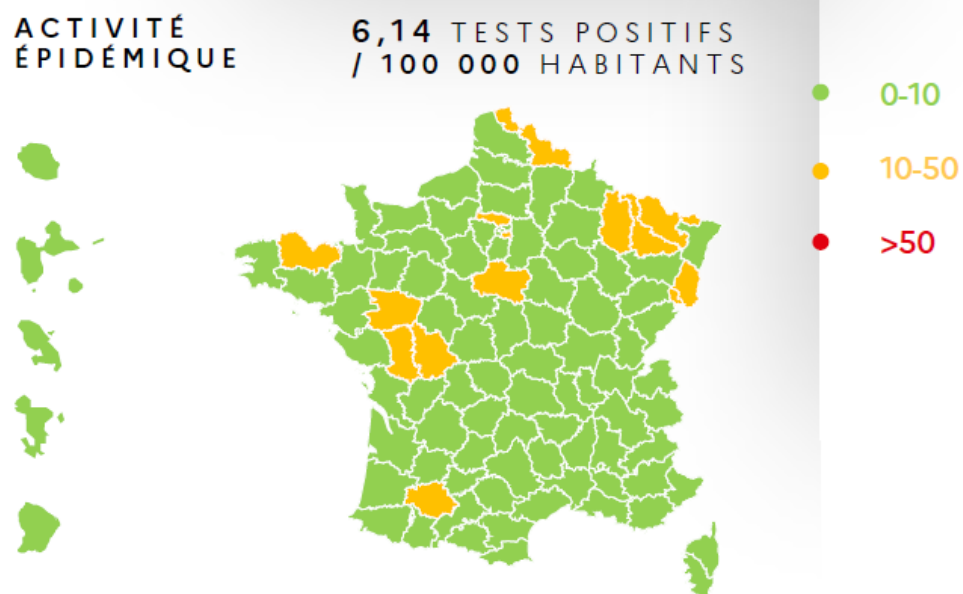 ACTIVITÉ
ÉPIDÉMIQUE
6,14 TESTS POSITIFS
/ 100 000 HABITANTS
0-10
10-50
>50